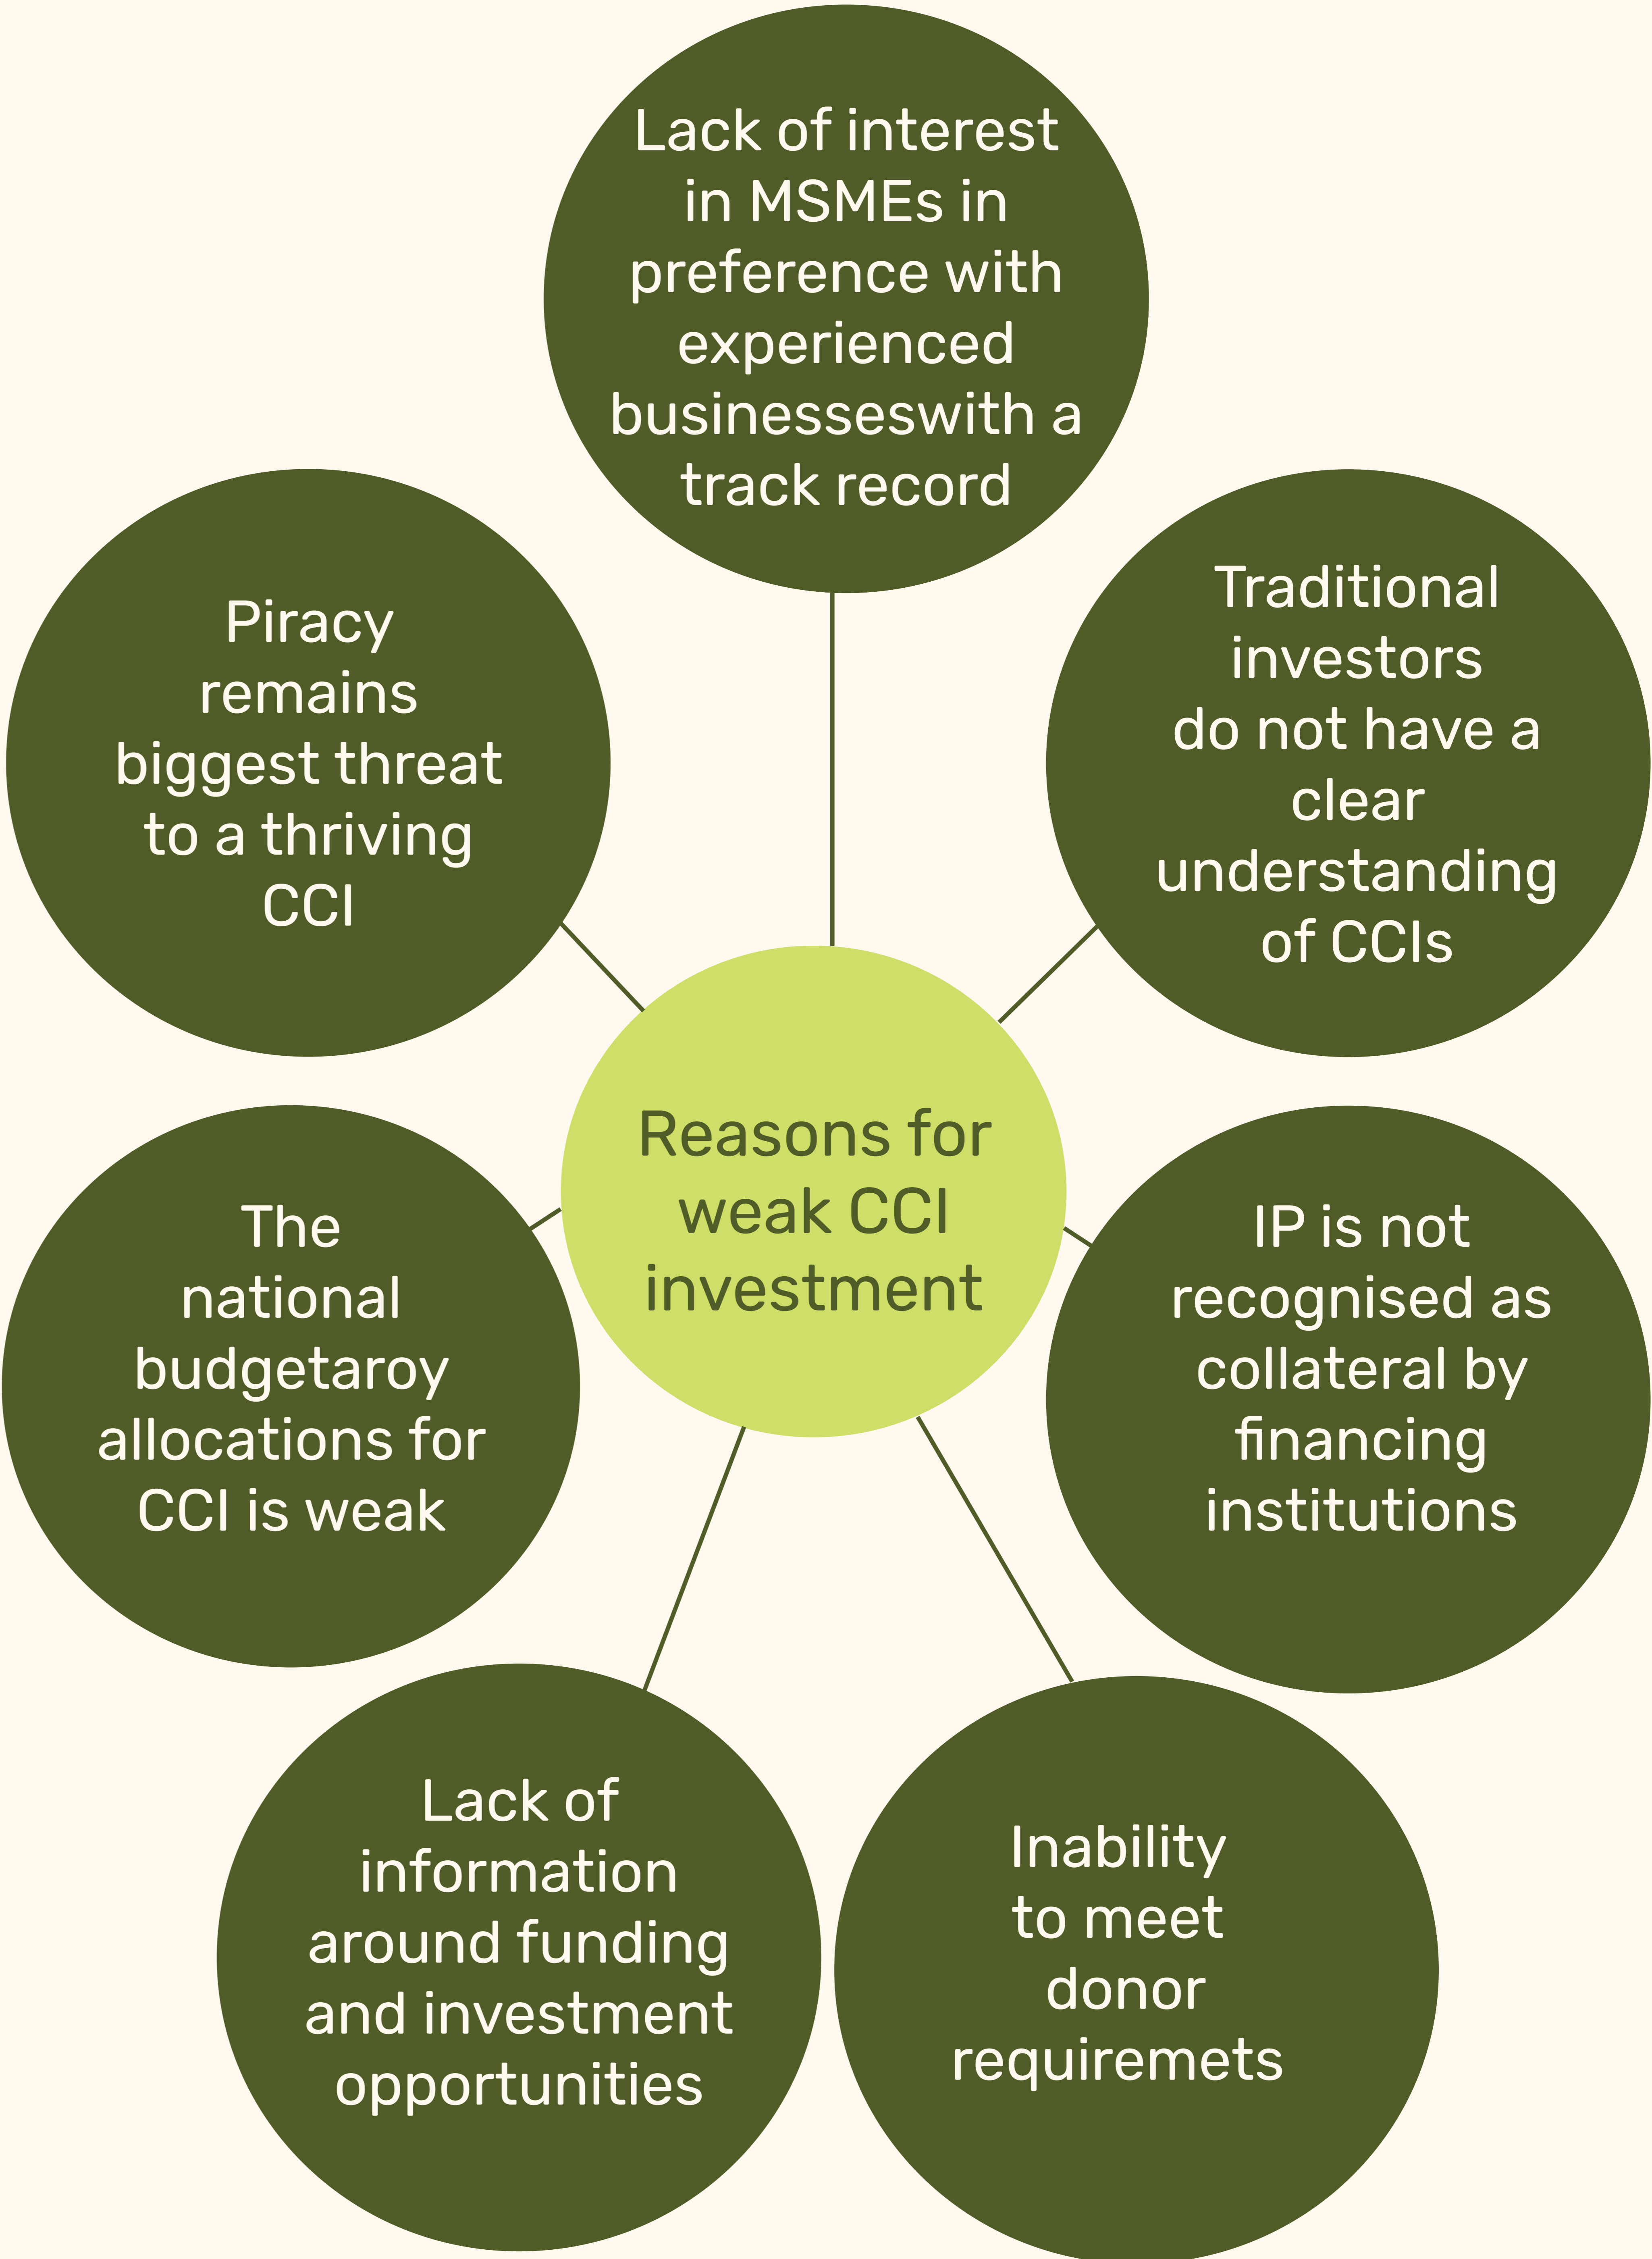 Lack of interest
in MSMEs in
preference with
experienced
businesseswith a
track record
Traditional
investors
do not have a
clear
understanding
of CCIs
Piracy
remains
biggest threat
to a thriving
CCI
Reasons for
weak CCI
investment
The
national
budgetaroy
allocations for
CCI is weak
IP is not
recognised as
collateral by
financing
institutions
Lack of
information
around funding
and investment
opportunities
Inability
to meet
donor
requiremets